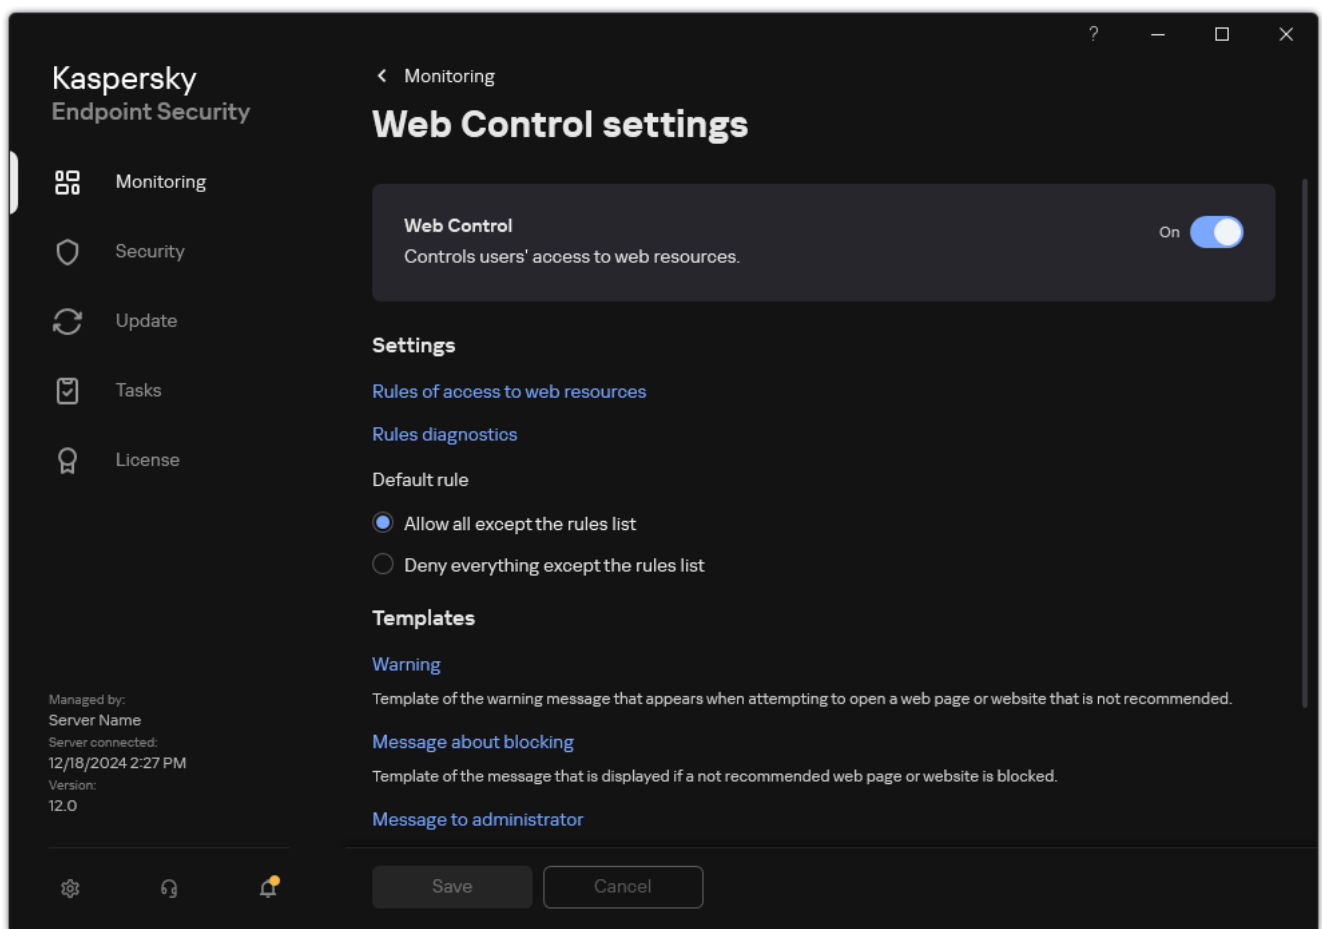 ?
Kaspersky
Endpoint Security
Monitoring
Security
Update
Tasks
License
Managed by:
Server Name
Server connected:
12/18/2024 2:27 PM
Version:
12.0
Monitoring
Web Control settings
Web Control
Controls users' access to web resources.
On
Settings
Rules of access to web resources
Rules diagnostics
Default rule
Allow all except the rules list
Deny everything except the rules list
Templates
Warning
Template of the warning message that appears when attempting to open a web page or website that is not recommended.
Message about blocking
Template of the message that is displayed if a not recommended web page or website is blocked.
Message to administrator
Save
Cancel